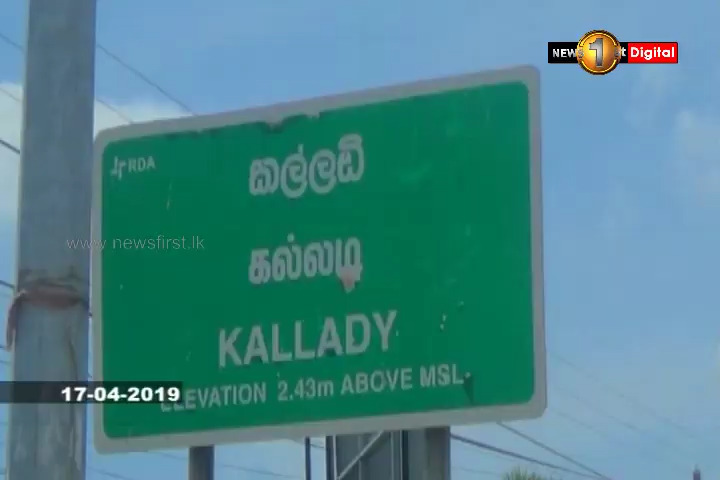 NEWS 1st Digital
RDA
කල්ලඩි
கல்லடி
www.newsfirst.lk
KALLADY
ELEVATION 2.43m ABOVE MSL
17-04-2019